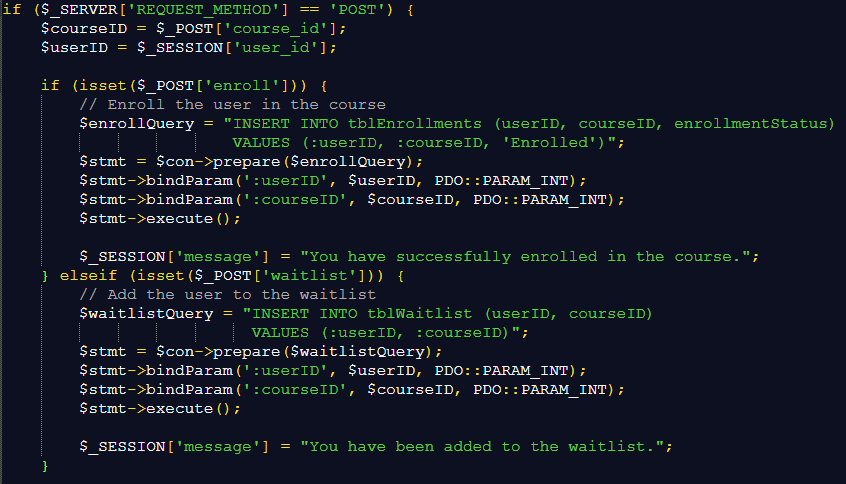 if ($_SERVER['REQUEST_METHOD'] == 'POST') {
    $courseID = $_POST['course_id'];
    $userID = $_SESSION['user_id'];

    if (isset($_POST['enroll'])) {
        // Enroll the user in the course
        $enrollQuery = "INSERT INTO tblEnrollments (userID, courseID, enrollmentStatus)
                        VALUES (:userID, :courseID, 'Enrolled')";
        $stmt = $con->prepare($enrollQuery);
        $stmt->bindParam(':userID', $userID, PDO::PARAM_INT);
        $stmt->bindParam(':courseID', $courseID, PDO::PARAM_INT);
        $stmt->execute();

        $_SESSION['message'] = "You have successfully enrolled in the course.";
    } elseif (isset($_POST['waitlist'])) {
        // Add the user to the waitlist
        $waitlistQuery = "INSERT INTO tblWaitlist (userID, courseID)
                          VALUES (:userID, :courseID)";
        $stmt = $con->prepare($waitlistQuery);
        $stmt->bindParam(':userID', $userID, PDO::PARAM_INT);
        $stmt->bindParam(':courseID', $courseID, PDO::PARAM_INT);
        $stmt->execute();

        $_SESSION['message'] = "You have been added to the waitlist.";
    }